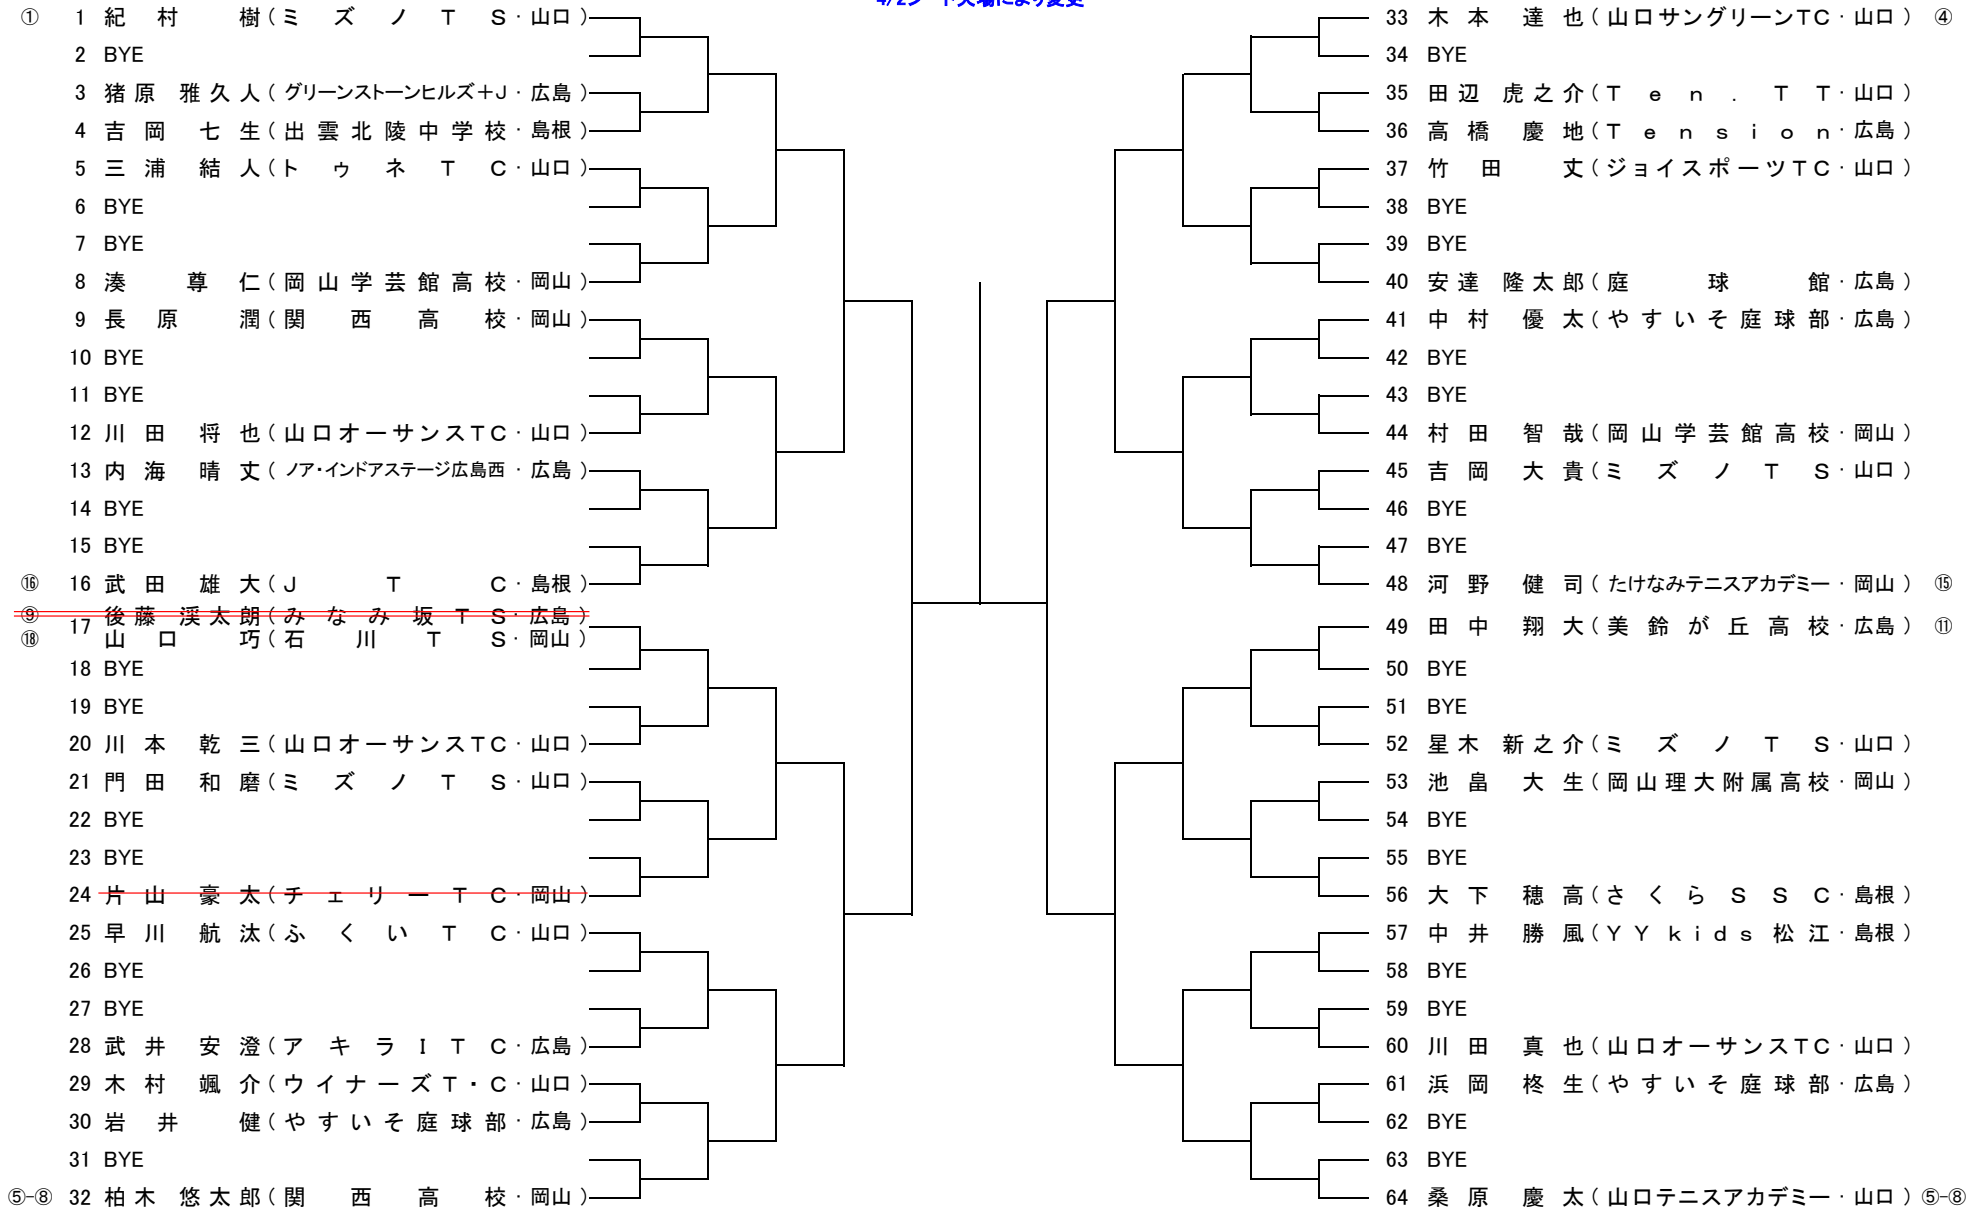 4/2シード欠場により変更
① 1 紀村 樹(ミズノTS・山口)
2 BYE
3 猪原 雅久人(グリーンストーンヒルズ+J・広島)
4 吉岡 七生(出雲北陵中学校・島根)
5 三浦 結人(トゥネTC・山口)
6 BYE
7 BYE
8 湊 尊仁(岡山学芸館高校・岡山)
9 長原 潤(関西高校・岡山)
10 BYE
11 BYE
12 川田 将也(山口オーサンスTC・山口)
13 内海 晴丈(ノア・インドアステージ広島西・広島)
14 BYE
15 BYE
⑯ 16 武田 雄大(JTC・島根)
⑨ 後藤 渓太朗(みなみ坂TS・広島)
17
⑱ 山口 巧(石川TS・岡山)
18 BYE
19 BYE
20 川本 乾三(山口オーサンスTC・山口)
21 門田 和磨(ミズノTS・山口)
22 BYE
23 BYE
24 片山 豪太(チェリーTC・岡山)
25 早川 航汰(ふくいTC・山口)
26 BYE
27 BYE
28 武井 安澄(アキラITC・広島)
29 木村 颯介(ウイナーズT・C・山口)
30 岩井 健(やすいそ庭球部・広島)
31 BYE
⑤-⑧ 32 柏木 悠太郎(関西高校・岡山)
33 木本 達也(山口サングリーンTC・山口) ④
34 BYE
35 田辺 虎之介(Ten.TT・山口)
36 高橋 慶地(Tension・広島)
37 竹田 丈(ジョイスポーツTC・山口)
38 BYE
39 BYE
40 安達 隆太郎(庭球館・広島)
41 中村 優太(やすいそ庭球部・広島)
42 BYE
43 BYE
44 村田 智哉(岡山学芸館高校・岡山)
45 吉岡 大貴(ミズノTS・山口)
46 BYE
47 BYE
48 河野 健司(たけなみテニスアカデミー・岡山) ⑮
49 田中 翔大(美鈴が丘高校・広島) ⑪
50 BYE
51 BYE
52 星木 新之介(ミズノTS・山口)
53 池畠 大生(岡山理大附属高校・岡山)
54 BYE
55 BYE
56 大下 穂高(さくらSSC・島根)
57 中井 勝風(YYkids松江・島根)
58 BYE
59 BYE
60 川田 真也(山口オーサンスTC・山口)
61 浜岡 柊生(やすいそ庭球部・広島)
62 BYE
63 BYE
64 桑原 慶太(山口テニスアカデミー・山口) ⑤-⑧